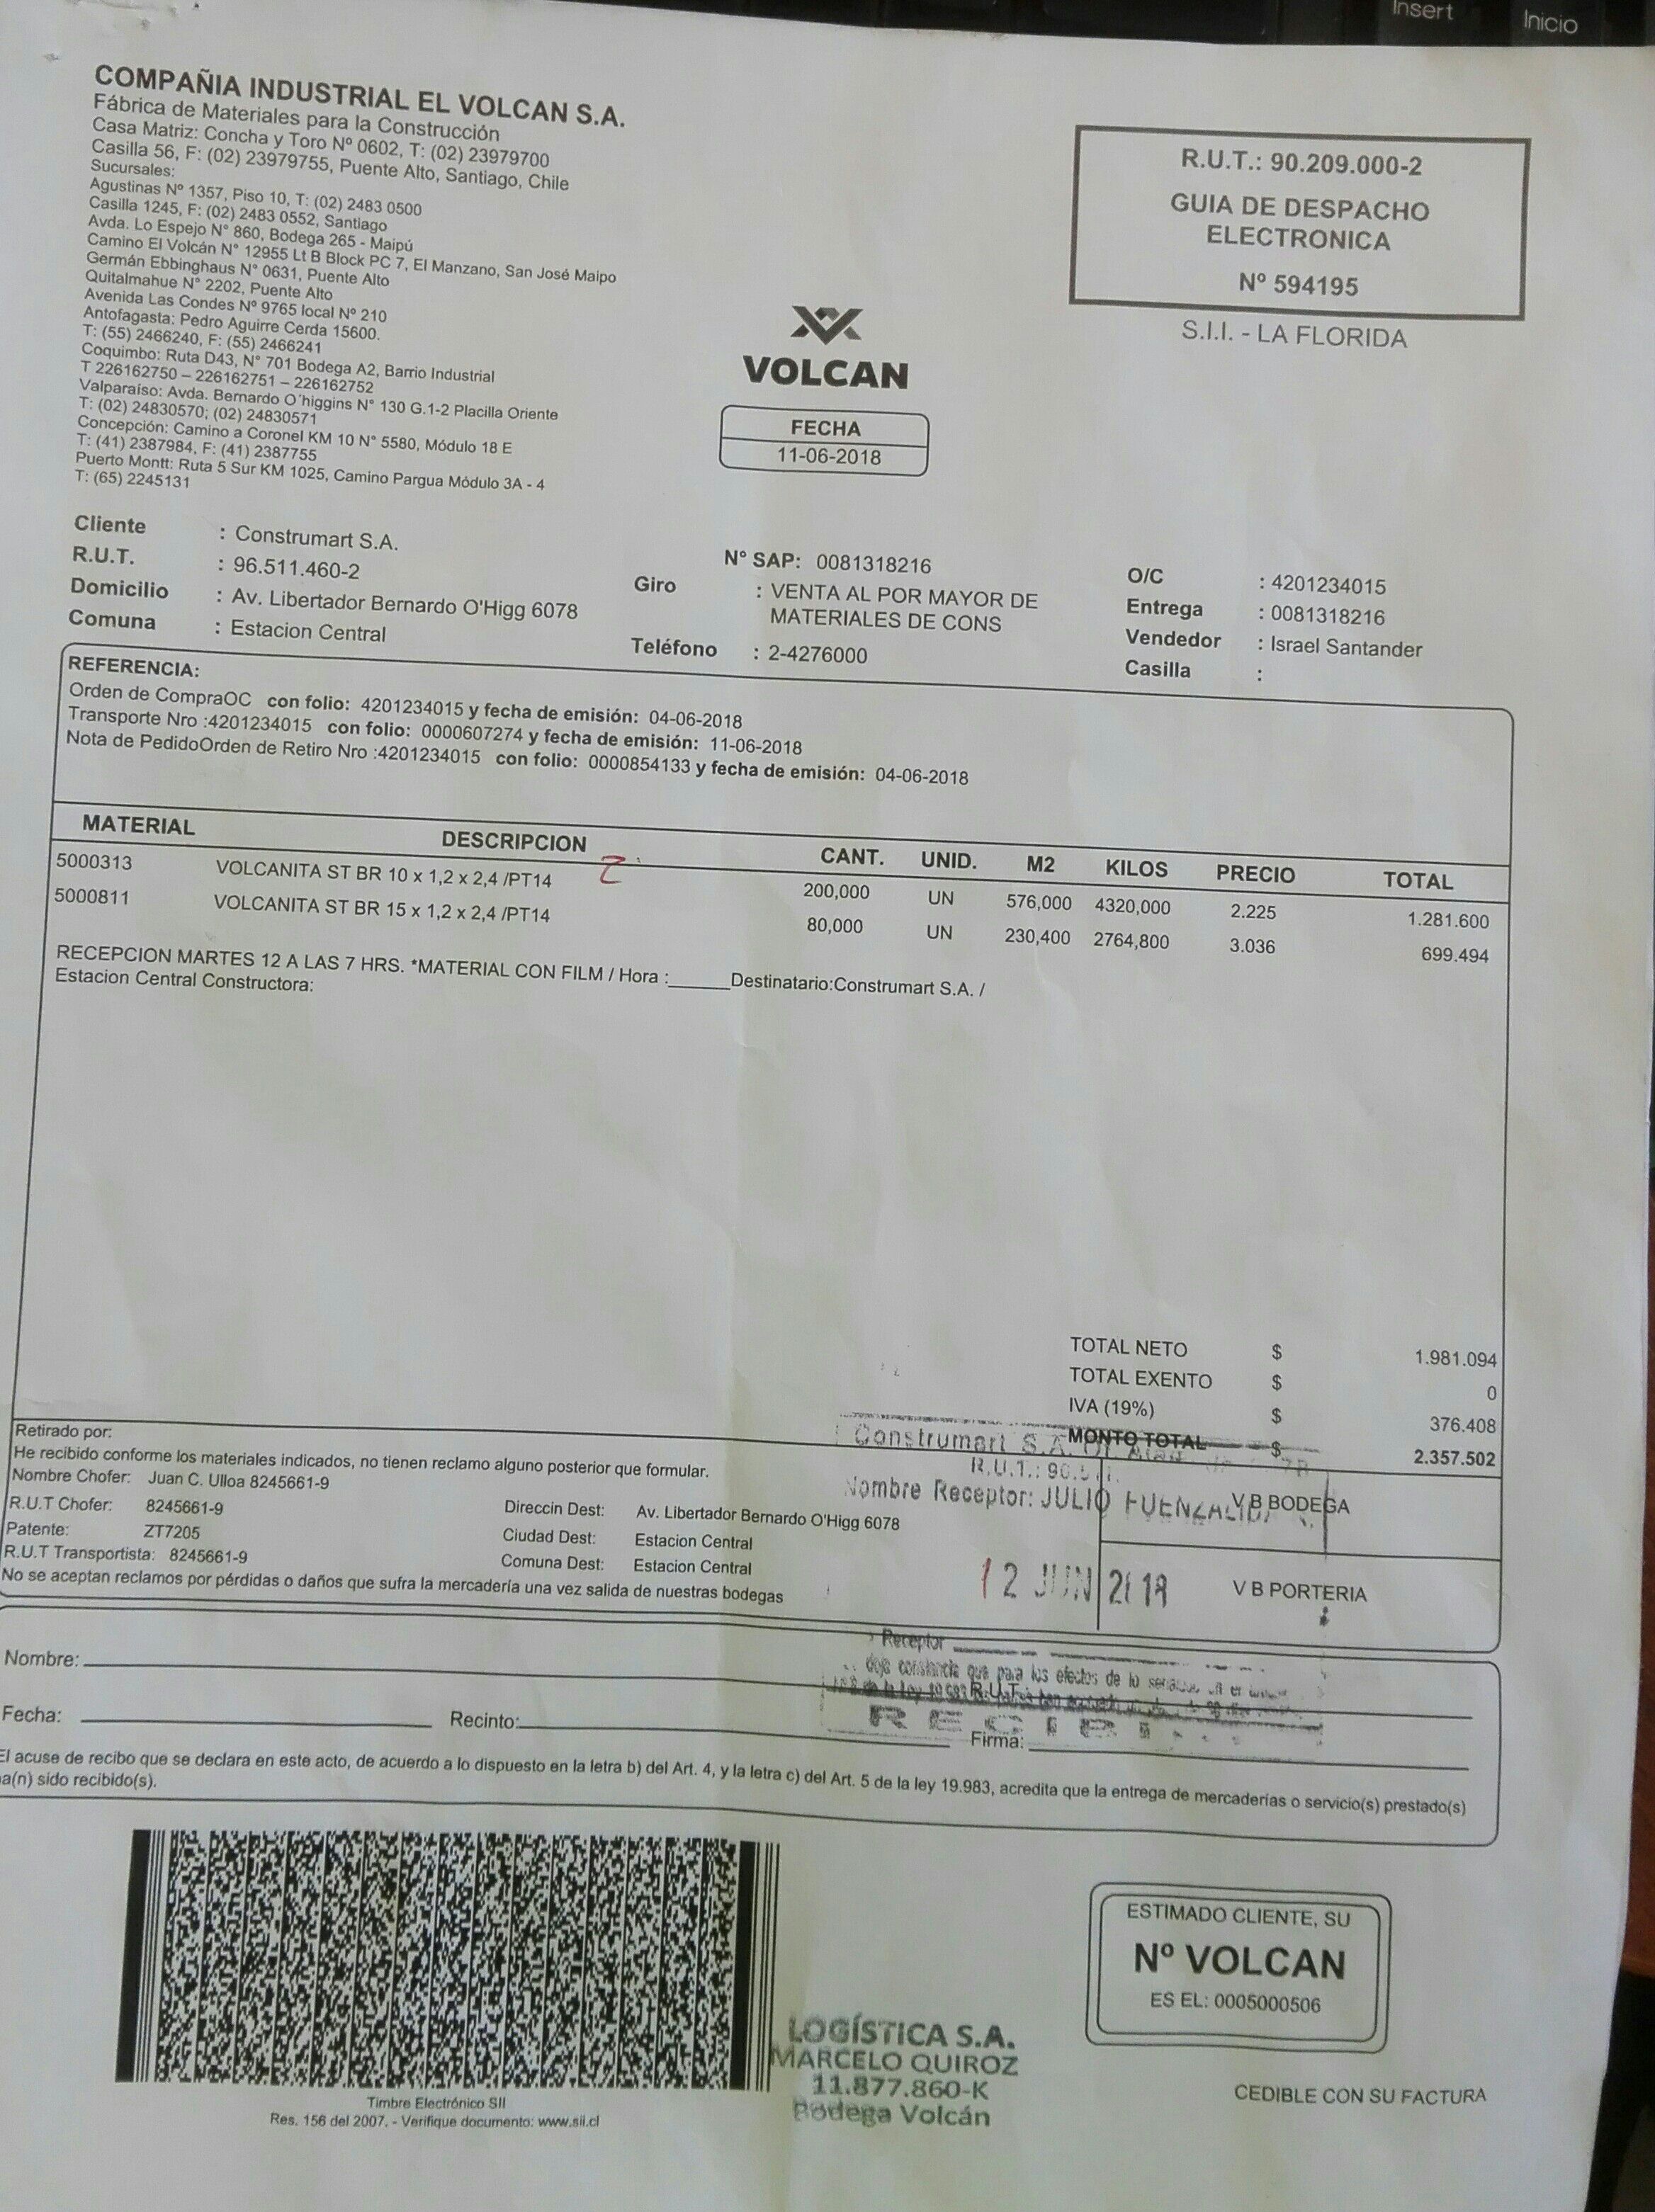 Insert
Inicio
COMPAÑIA INDUSTRIAL EL VOLCAN S.A.
Fábrica de Materiales para la Construcción
Casa Matriz: Concha y Toro Nº 0602, T: (02) 23979700
Casilla 56, F: (02) 23979755, Puente Alto, Santiago, Chile
Sucursales:
Agustinas Nº 1357, Piso 10, T: (02) 2483 0500
Casilla 1245, F: (02) 2483 0552, Santiago
Avda. Lo Espejo N° 860, Bodega 265 - Maipú
Camino El Volcán N° 12955 Lt B Block PC 7, El Manzano, San José Maipo
Germán Ebbinghaus N° 0631, Puente Alto
Quitalmahue N° 2202, Puente Alto
Avenida Las Condes Nº 9765 local Nº 210
Antofagasta: Pedro Aguirre Cerda 15600.
T: (55) 2466240, F: (55) 2466241
Coquimbo: Ruta D43, N° 701 Bodega A2, Barrio Industrial
T 226162750 – 226162751 – 226162752
Valparaíso: Avda. Bernardo O´higgins N° 130 G.1-2 Placilla Oriente
T: (02) 24830570; (02) 24830571
Concepción: Camino a Coronel KM 10 N° 5580, Módulo 18 E
T: (41) 2387984, F: (41) 2387755
Puerto Montt: Ruta 5 Sur KM 1025, Camino Pargua Módulo 3A - 4
T: (65) 2245131
VOLCAN
FECHA
11-06-2018
R.U.T.: 90.209.000-2
GUIA DE DESPACHO
ELECTRONICA
Nº 594195
S.I.I. - LA FLORIDA
Cliente : Construmart S.A.
R.U.T. : 96.511.460-2
Domicilio : Av. Libertador Bernardo O'Higg 6078
Comuna : Estacion Central
N° SAP: 0081318216
Giro : VENTA AL POR MAYOR DE
MATERIALES DE CONS
Teléfono : 2-4276000
O/C : 4201234015
Entrega : 0081318216
Vendedor : Israel Santander
Casilla :
REFERENCIA:
Orden de CompraOC con folio: 4201234015 y fecha de emisión: 04-06-2018
Transporte Nro :4201234015 con folio: 0000607274 y fecha de emisión: 11-06-2018
Nota de PedidoOrden de Retiro Nro :4201234015 con folio: 0000854133 y fecha de emisión: 04-06-2018
MATERIAL DESCRIPCION CANT. UNID. M2 KILOS PRECIO TOTAL
5000313 VOLCANITA ST BR 10 x 1,2 x 2,4 /PT14 200,000 UN 576,000 4320,000 2.225 1.281.600
5000811 VOLCANITA ST BR 15 x 1,2 x 2,4 /PT14 80,000 UN 230,400 2764,800 3.036 699.494
RECEPCION MARTES 12 A LAS 7 HRS. *MATERIAL CON FILM / Hora :______Destinatario:Construmart S.A. /
Estacion Central Constructora:
TOTAL NETO $ 1.981.094
TOTAL EXENTO $ 0
IVA (19%) $ 376.408
MONTO TOTAL $ 2.357.502
Retirado por:
He recibido conforme los materiales indicados, no tienen reclamo alguno posterior que formular.
Nombre Chofer: Juan C. Ulloa 8245661-9
R.U.T Chofer: 8245661-9
Patente: ZT7205
R.U.T Transportista: 8245661-9
Direccin Dest: Av. Libertador Bernardo O'Higg 6078
Ciudad Dest: Estacion Central
Comuna Dest: Estacion Central
No se aceptan reclamos por pérdidas o daños que sufra la mercadería una vez salida de nuestras bodegas
Construmart S.A.
R.U.T.: 96.5
Nombre Receptor: JULIO FUENZALIDA
V B BODEGA
12 JUN 2018
V B PORTERIA
Receptor
deja constancia que para los efectos de lo
R.U.T.
Nombre:
Fecha: Recinto: Firma:
El acuse de recibo que se declara en este acto, de acuerdo a lo dispuesto en la letra b) del Art. 4, y la letra c) del Art. 5 de la ley 19.983, acredita que la entrega de mercaderías o servicio(s) prestado(s)
ha(n) sido recibido(s).
Timbre Electrónico SII
Res. 156 del 2007. - Verifique documento: www.sii.cl
LOGÍSTICA S.A.
MARCELO QUIROZ
11.877.860-K
Bodega Volcán
ESTIMADO CLIENTE, SU
Nº VOLCAN
ES EL: 0005000506
CEDIBLE CON SU FACTURA